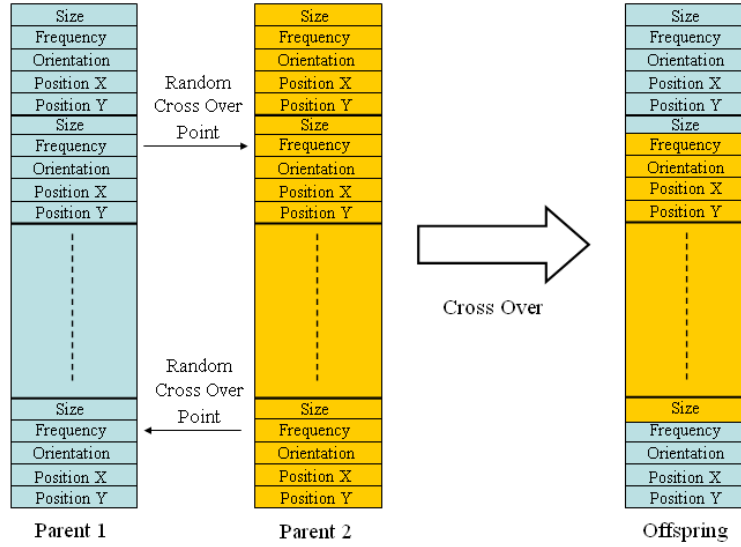 Size
Frequency
Orientation
Position X
Position Y
Size
Frequency
Orientation
Position X
Position Y
Size
Frequency
Orientation
Position X
Position Y
Parent 1
Random
Cross Over
Point
Random
Cross Over
Point
Size
Frequency
Orientation
Position X
Position Y
Size
Frequency
Orientation
Position X
Position Y
Size
Frequency
Orientation
Position X
Position Y
Parent 2
Cross Over
Size
Frequency
Orientation
Position X
Position Y
Size
Frequency
Orientation
Position X
Position Y
Size
Frequency
Orientation
Position X
Position Y
Offspring